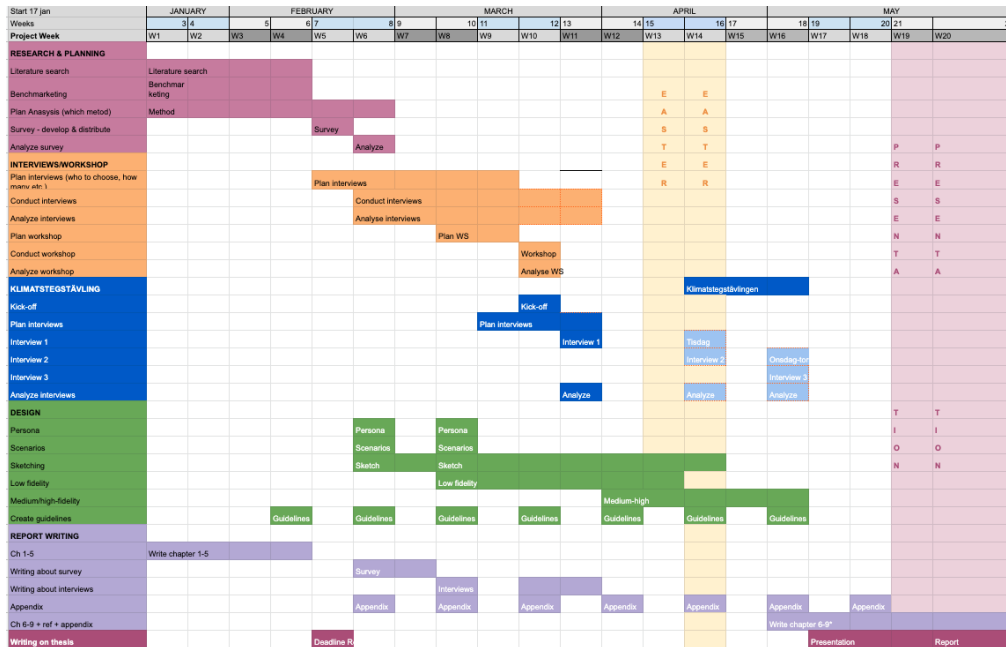 Start 17 jan JANUARY FEBRUARY MARCH APRIL MAY
Weeks 3 4 5 6 7 8 9 10 11 12 13 14 15 16 17 18 19 20 21
Project Week W1 W2 W3 W4 W5 W6 W7 W8 W9 W10 W11 W12 W13 W14 W15 W16 W17 W18 W19 W20
RESEARCH & PLANNING
Literature search Literature search
Benchmarketing Benchmar
keting E E
Plan Anasysis (which metod) Method A A
Survey - develop & distribute Survey S S
Analyze survey Analyze T T P P
INTERVIEWS/WORKSHOP E E R R
Plan interviews (who to choose, how
many etc.) Plan interviews R R E E
Conduct interviews Conduct interviews S S
Analyze interviews Analyse interviews E E
Plan workshop Plan WS N N
Conduct workshop Workshop T T
Analyze workshop Analyse WS A A
KLIMATSTEGSTÄVLING Klimatstegstävlingen
Kick-off Kick-off
Plan interviews Plan interviews
Interview 1 Interview 1 Tisdag
Interview 2 Interview 2 Onsdag-tor
Interview 3 Interview 3
Analyze interviews Analyze Analyze Analyze
DESIGN T T
Persona Persona Persona I I
Scenarios Scenarios Scenarios O O
Sketching Sketch Sketch N N
Low fidelity Low fidelity
Medium/high-fidelity Medium-high
Create guidelines Guidelines Guidelines Guidelines Guidelines Guidelines Guidelines Guidelines
REPORT WRITING
Ch 1-5 Write chapter 1-5
Writing about survey Survey
Writing about interviews Interviews
Appendix Appendix Appendix Appendix Appendix Appendix Appendix Appendix
Ch 6-9 + ref + appendix Write chapter 6-9*
Writing on thesis Deadline R Presentation Report